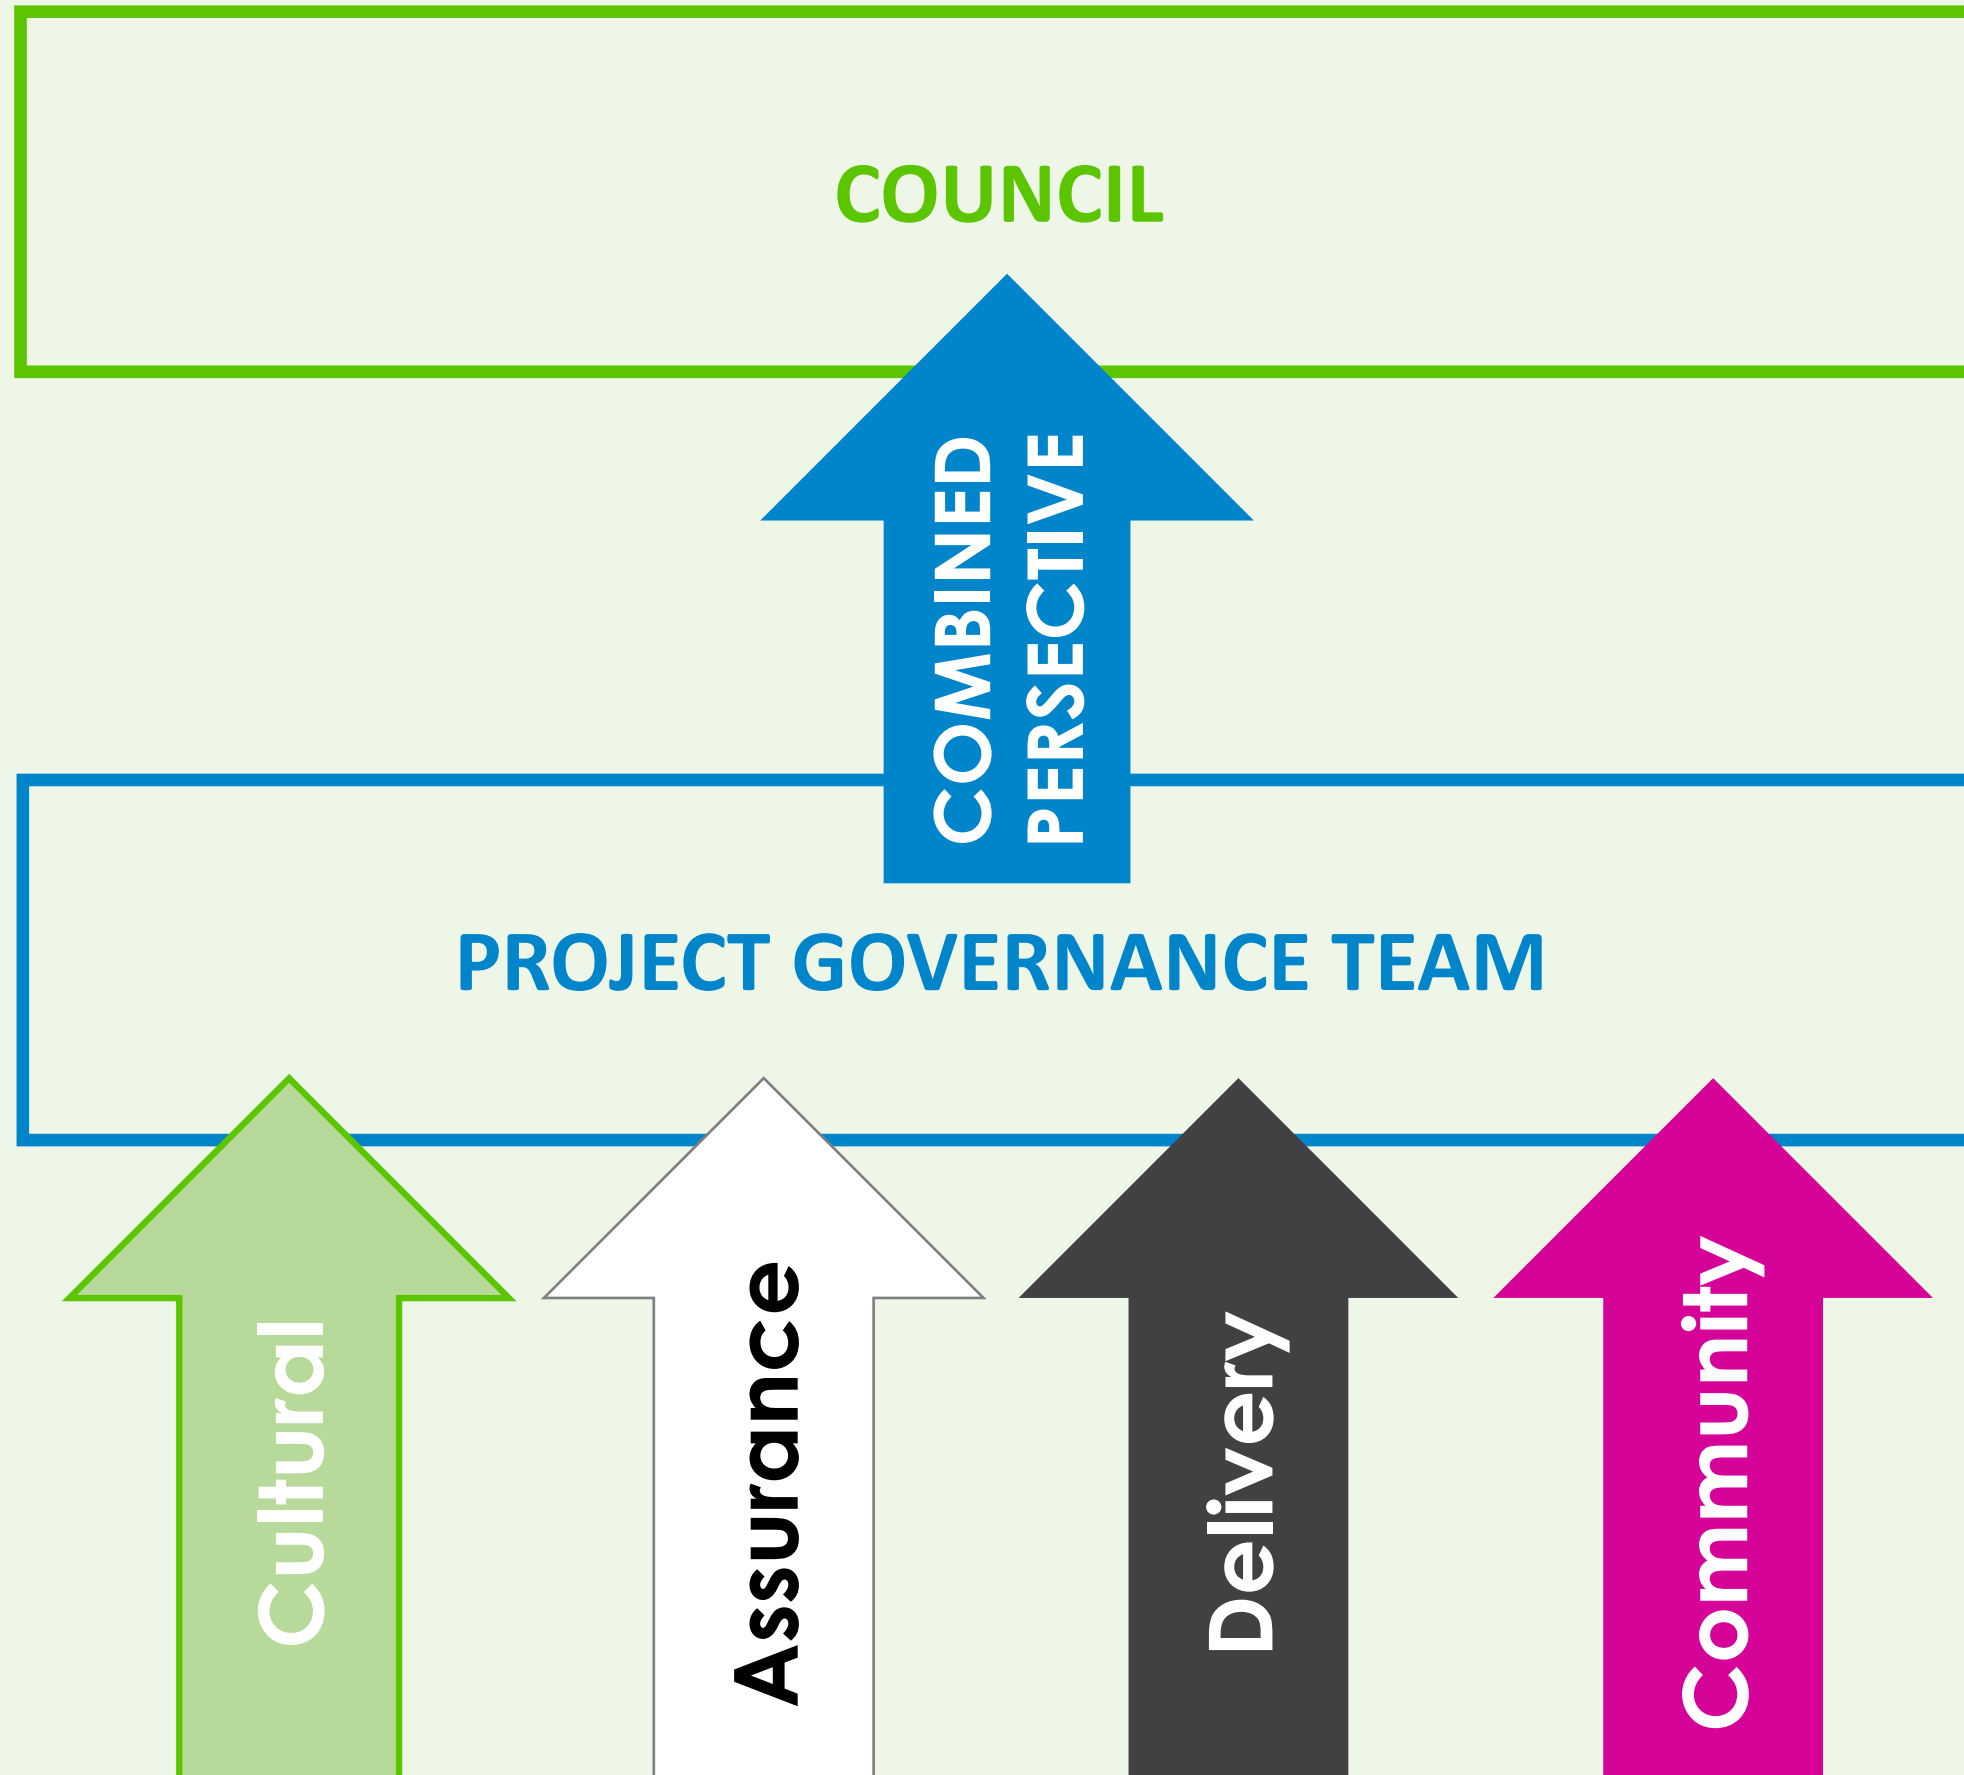 COUNCIL
COMBINED
PERSECTIVE
PROJECT GOVERNANCE TEAM
Cultural
Assurance
Delivery
Community